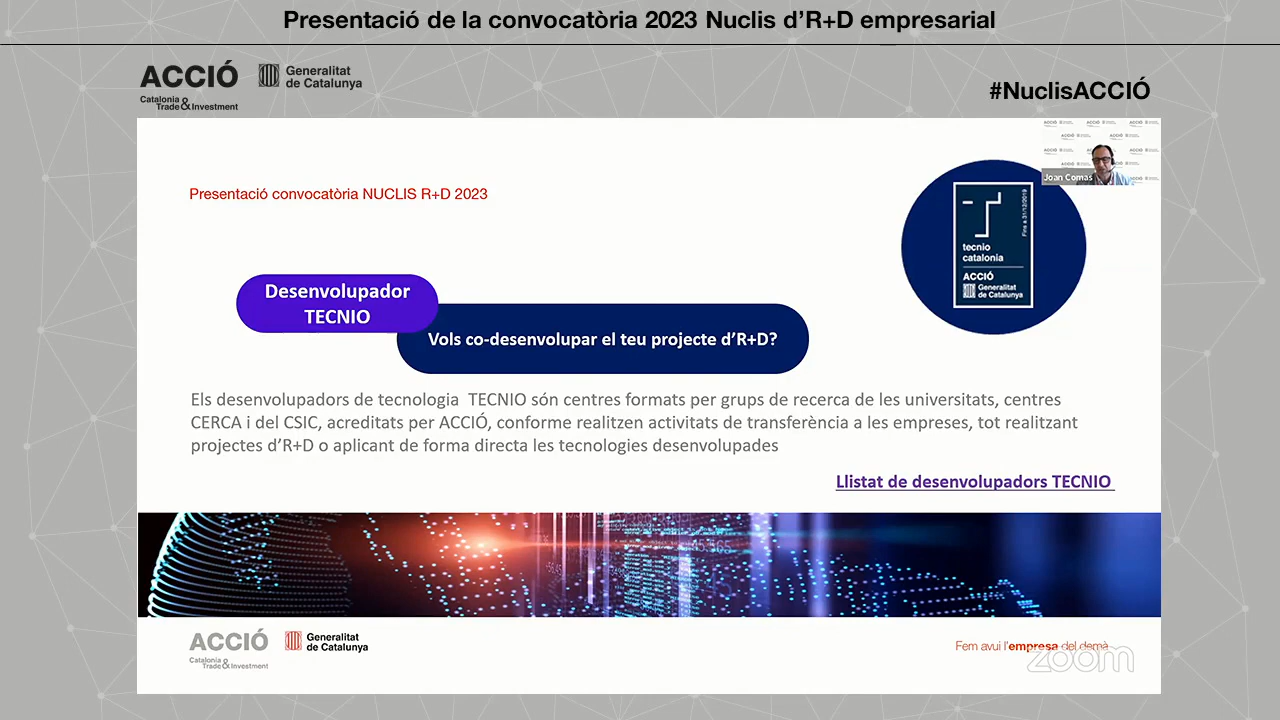 Presentació de la convocatòria 2023 Nuclis d'R+D empresarial
ACCIÓ
Catalonia
Trade & Investment
Generalitat
de Catalunya
#NuclisACCIÓ
Joan Comas
Presentació convocatòria NUCLIS R+D 2023
Fins a 31/12/2019
tecnio
catalonia
ACCIÓ
Generalitat
de Catalunya
Desenvolupador
TECNIO
Vols co-desenvolupar el teu projecte d'R+D?
Els desenvolupadors de tecnologia TECNIO són centres formats per grups de recerca de les universitats, centres
CERCA i del CSIC, acreditats per ACCIÓ, conforme realitzen activitats de transferència a les empreses, tot realitzant
projectes d'R+D o aplicant de forma directa les tecnologies desenvolupades
Llistat de desenvolupadors TECNIO
ACCIÓ
Catalonia
Trade & Investment
Generalitat
de Catalunya
Fem avui l'empresa del demà
zoom